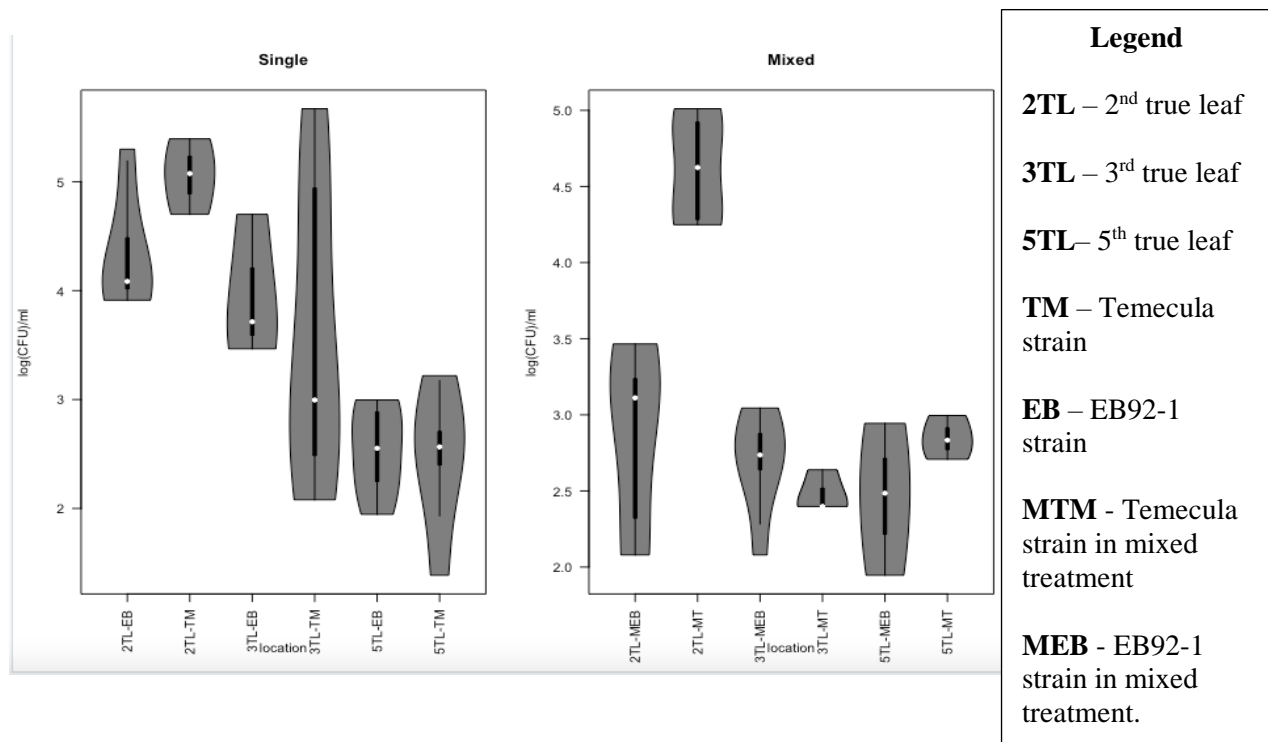 Single
log(CFU)/ml
5
4
3
2
2TL-EB
2TL-TM
3TL-EB
3TL-TM
5TL-EB
5TL-TM
location
Mixed
log(CFU)/ml
5.0
4.5
4.0
3.5
3.0
2.5
2.0
2TL-MEB
2TL-MT
3TL-MEB
3TL-MT
5TL-MEB
5TL-MT
location
Legend
2TL – 2nd true leaf
3TL – 3rd true leaf
5TL– 5th true leaf
TM – Temecula
strain
EB – EB92-1
strain
MTM - Temecula
strain in mixed
treatment
MEB - EB92-1
strain in mixed
treatment.